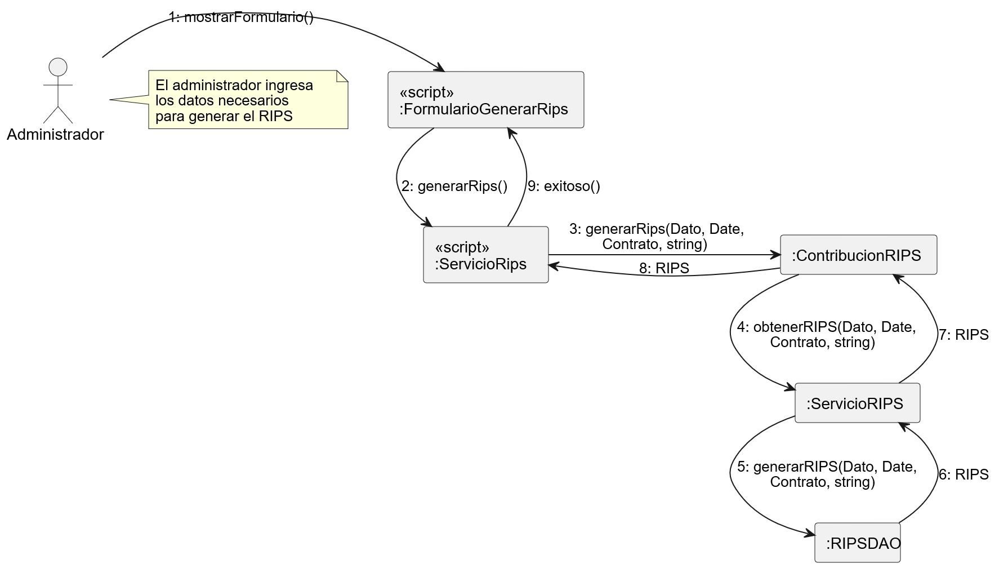 1: mostrarFormulario()
El administrador ingresa
los datos necesarios
para generar el RIPS
Administrador
«script»
:FormularioGenerarRips
2: generarRips()
9: exitoso()
«script»
:ServicioRips
3: generarRips(Dato, Date,
Contrato, string)
8: RIPS
:ContribucionRIPS
4: obtenerRIPS(Dato, Date,
Contrato, string)
7: RIPS
:ServicioRIPS
5: generarRIPS(Dato, Date,
Contrato, string)
6: RIPS
:RIPSDAO